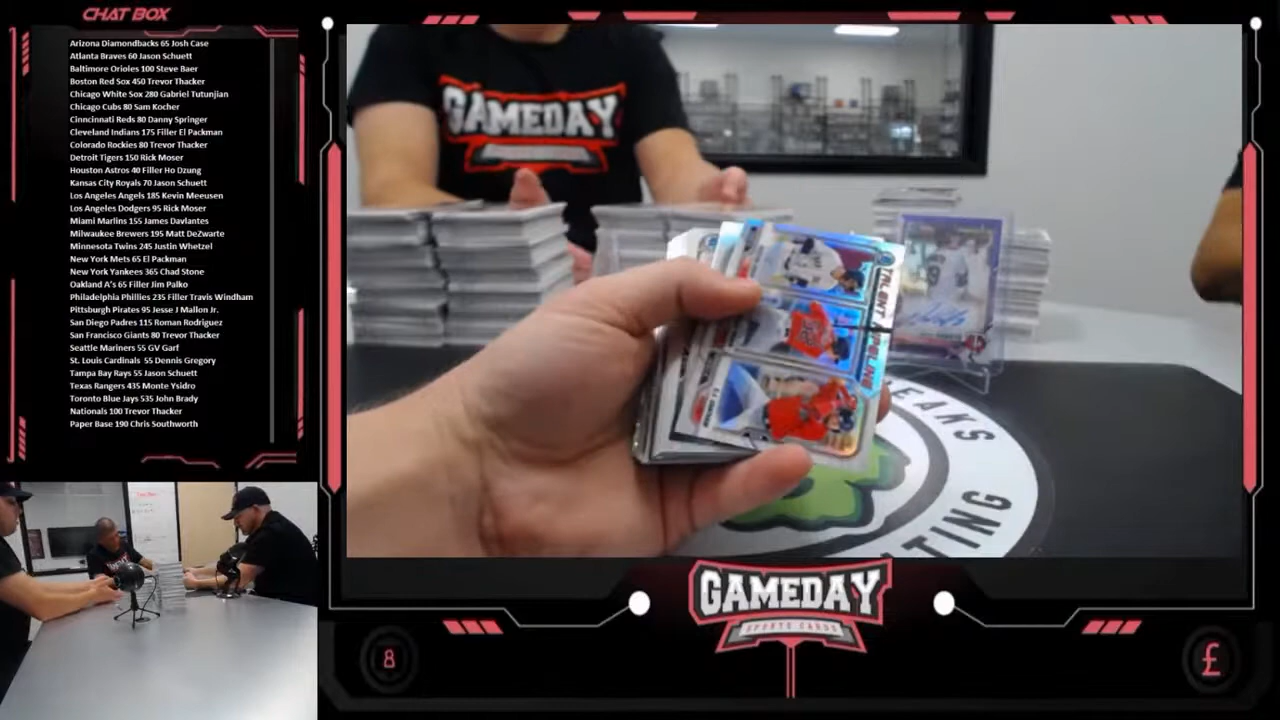 CHAT BOX
Arizona Diamondbacks 65 Josh Case
Atlanta Braves 60 Jason Schuett
Baltimore Orioles 100 Steve Baer
Boston Red Sox 450 Trevor Thacker
Chicago White Sox 280 Gabriel Tutunjian
Chicago Cubs 80 Sam Kocher
Cinncinnati Reds 80 Danny Springer
Cleveland Indians 175 Filler El Packman
Colorado Rockies 80 Trevor Thacker
Detroit Tigers 150 Rick Moser
Houston Astros 40 Filler Ho Dzung
Kansas City Royals 70 Jason Schuett
Los Angeles Angels 185 Kevin Meeusen
Los Angeles Dodgers 95 Rick Moser
Miami Marlins 155 James Davlantes
Milwaukee Brewers 195 Matt DeZwarte
Minnesota Twins 245 Justin Whetzel
New York Mets 65 El Packman
New York Yankees 365 Chad Stone
Oakland A's 65 Filler Jim Palko
Philadelphia Phillies 235 Filler Travis Windham
Pittsburgh Pirates 95 Jesse J Mallon Jr.
San Diego Padres 115 Roman Rodriguez
San Francisco Giants 80 Trevor Thacker
Seattle Mariners 55 GV Garf
St. Louis Cardinals 55 Dennis Gregory
Tampa Bay Rays 55 Jason Schuett
Texas Rangers 435 Monte Ysidro
Toronto Blue Jays 535 John Brady
Nationals 100 Trevor Thacker
Paper Base 190 Chris Southworth
GAMEDAY
TALENT PIPELINE
EAKS
TING
GAMEDAY
SPORTS CARDS
8
£